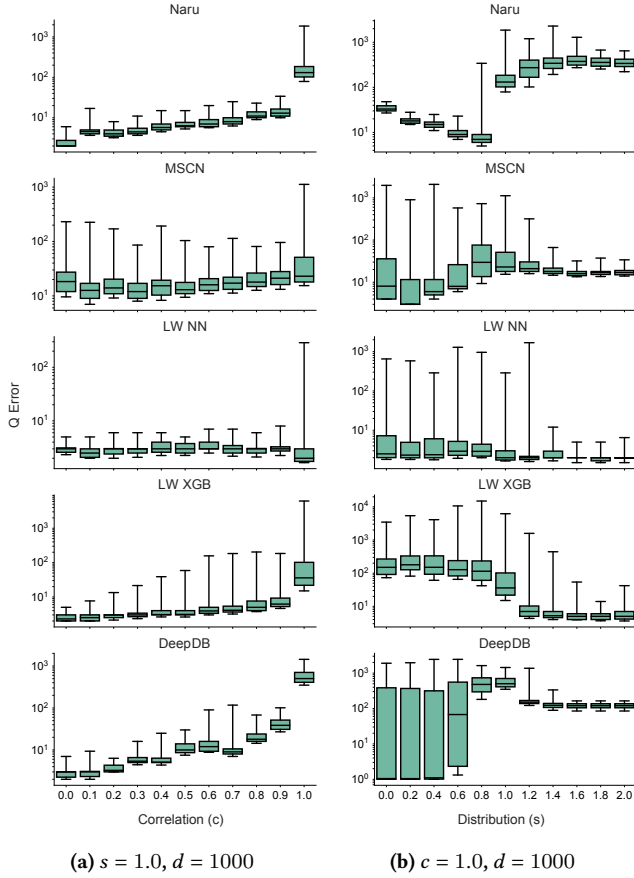 Naru
10³
10²
10¹
MSCN
10³
10²
10¹
LW NN
10²
10¹
LW XGB
10³
10²
10¹
DeepDB
10³
10²
10¹
0.0 0.1 0.2 0.3 0.4 0.5 0.6 0.7 0.8 0.9 1.0
Correlation (c)
Q Error
(a) s = 1.0, d = 1000
Naru
10³
10²
10¹
MSCN
10³
10²
10¹
LW NN
10³
10²
10¹
LW XGB
10⁴
10³
10²
10¹
DeepDB
10³
10²
10¹
10⁰
0.0 0.2 0.4 0.6 0.8 1.0 1.2 1.4 1.6 1.8 2.0
Distribution (s)
(b) c = 1.0, d = 1000